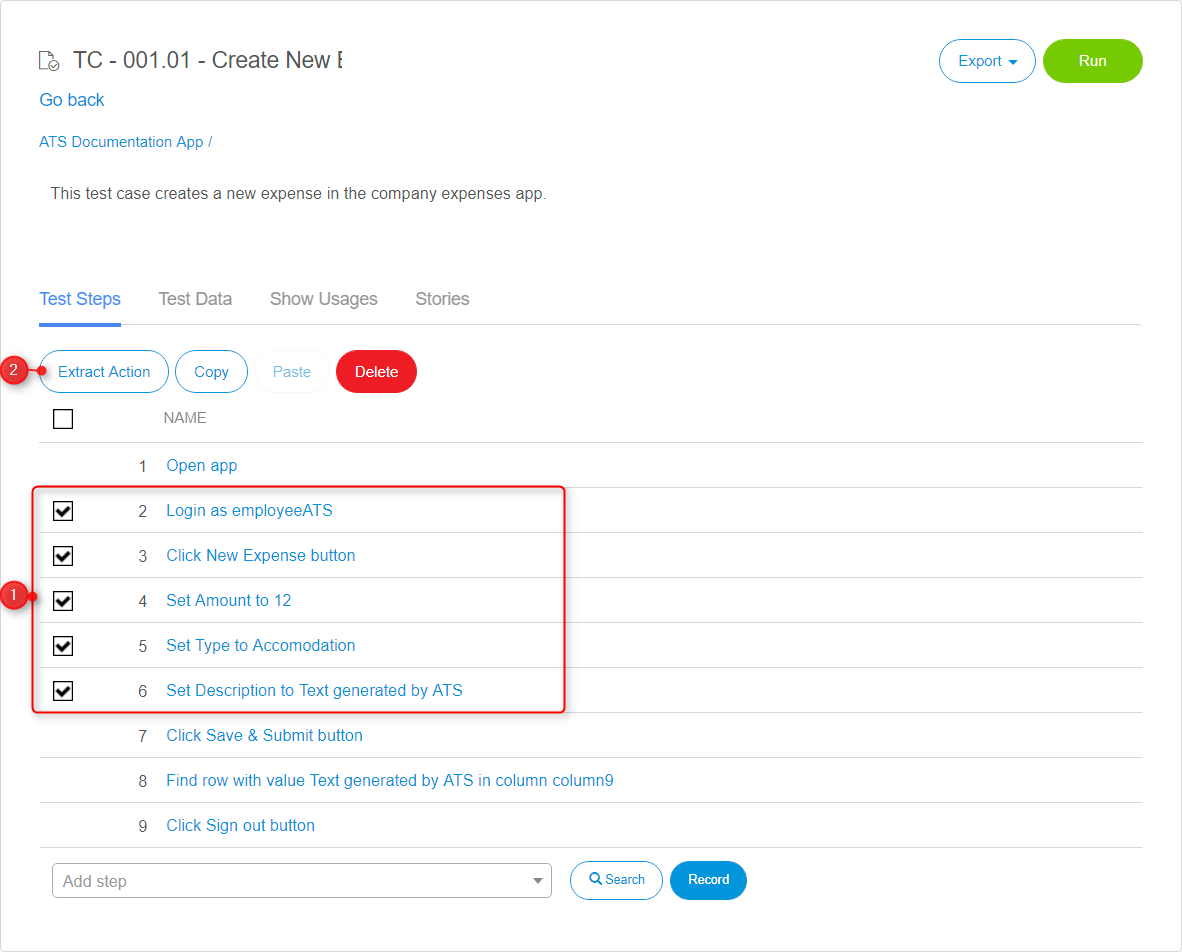 TC - 001.01 - Create New E
Export
Run
Go back
ATS Documentation App /
This test case creates a new expense in the company expenses app.
Test Steps
Test Data
Show Usages
Stories
2
Extract Action
Copy
Paste
Delete
NAME
1 Open app
2 Login as employeeATS
3 Click New Expense button
1
4 Set Amount to 12
5 Set Type to Accomodation
6 Set Description to Text generated by ATS
7 Click Save & Submit button
8 Find row with value Text generated by ATS in column column9
9 Click Sign out button
Add step
Search
Record